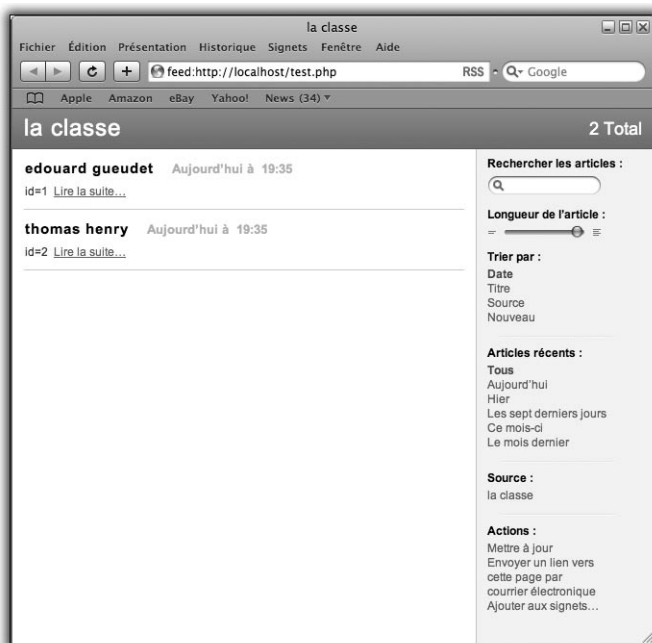 la classe
Fichier Édition Présentation Historique Signets Fenêtre Aide
feed:http://localhost/test.php RSS Google
Apple Amazon eBay Yahoo! News (34)
la classe 2 Total
edouard gueudet Aujourd'hui à 19:35
id=1 Lire la suite...
thomas henry Aujourd'hui à 19:35
id=2 Lire la suite...
Rechercher les articles :
Longueur de l'article :
Trier par :
Date
Titre
Source
Nouveau
Articles récents :
Tous
Aujourd'hui
Hier
Les sept derniers jours
Ce mois-ci
Le mois dernier
Source :
la classe
Actions :
Mettre à jour
Envoyer un lien vers
cette page par
courrier électronique
Ajouter aux signets...